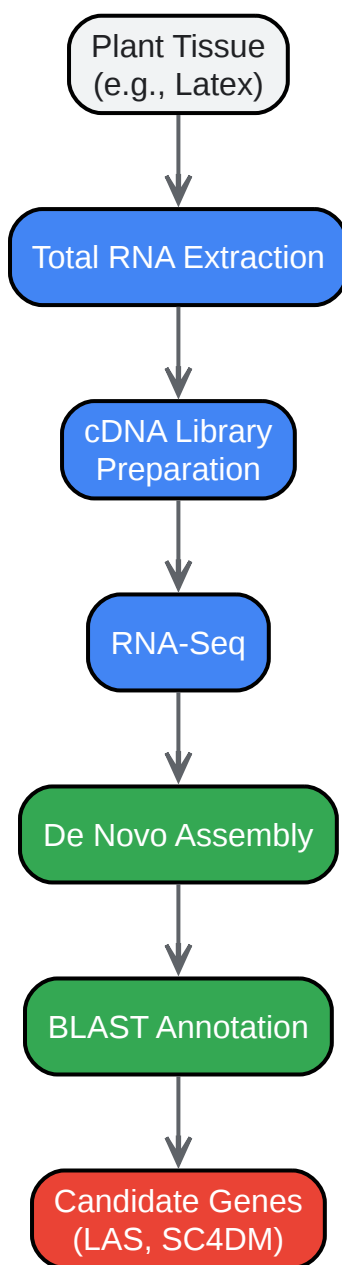 Plant Tissue
(e.g., Latex)
Total RNA Extraction
cDNA Library
Preparation
RNA-Seq
De Novo Assembly
BLAST Annotation
Candidate Genes
(LAS, SC4DM)